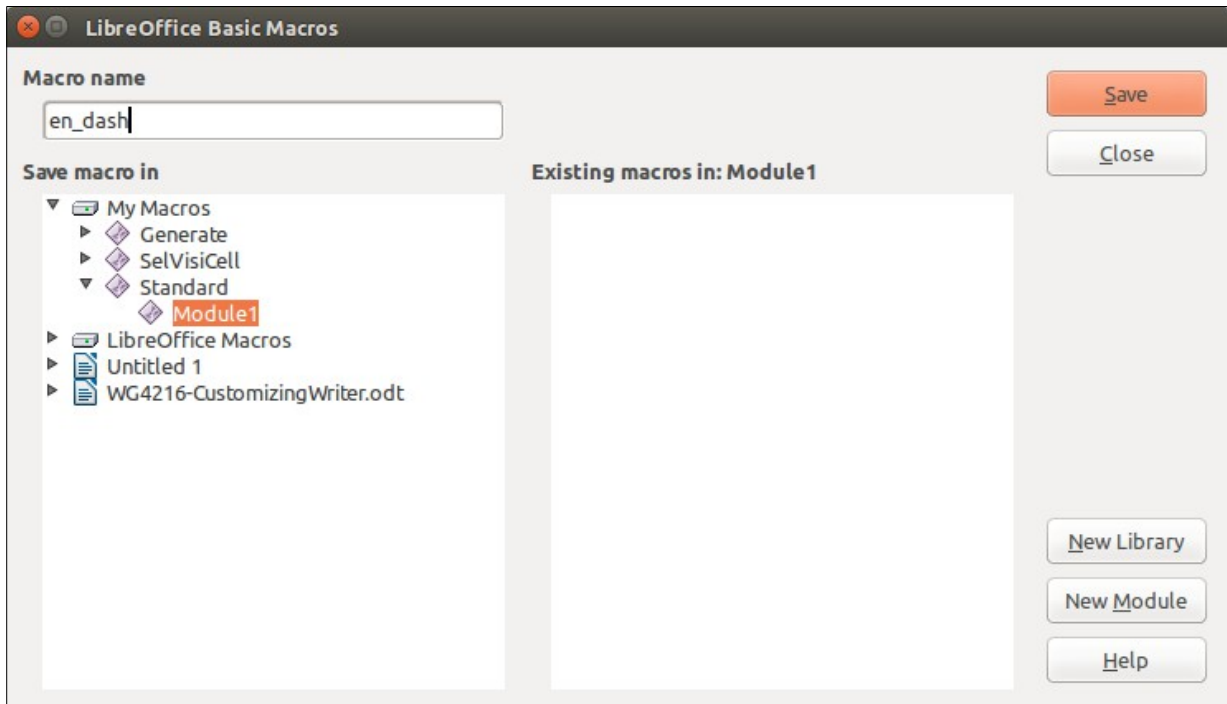 LibreOffice Basic Macros
Macro name
en_dash
Save
Close
Save macro in
Existing macros in: Module1
My Macros
Generate
SelVisiCell
Standard
Module1
LibreOffice Macros
Untitled 1
WG4216-CustomizingWriter.odt
New Library
New Module
Help